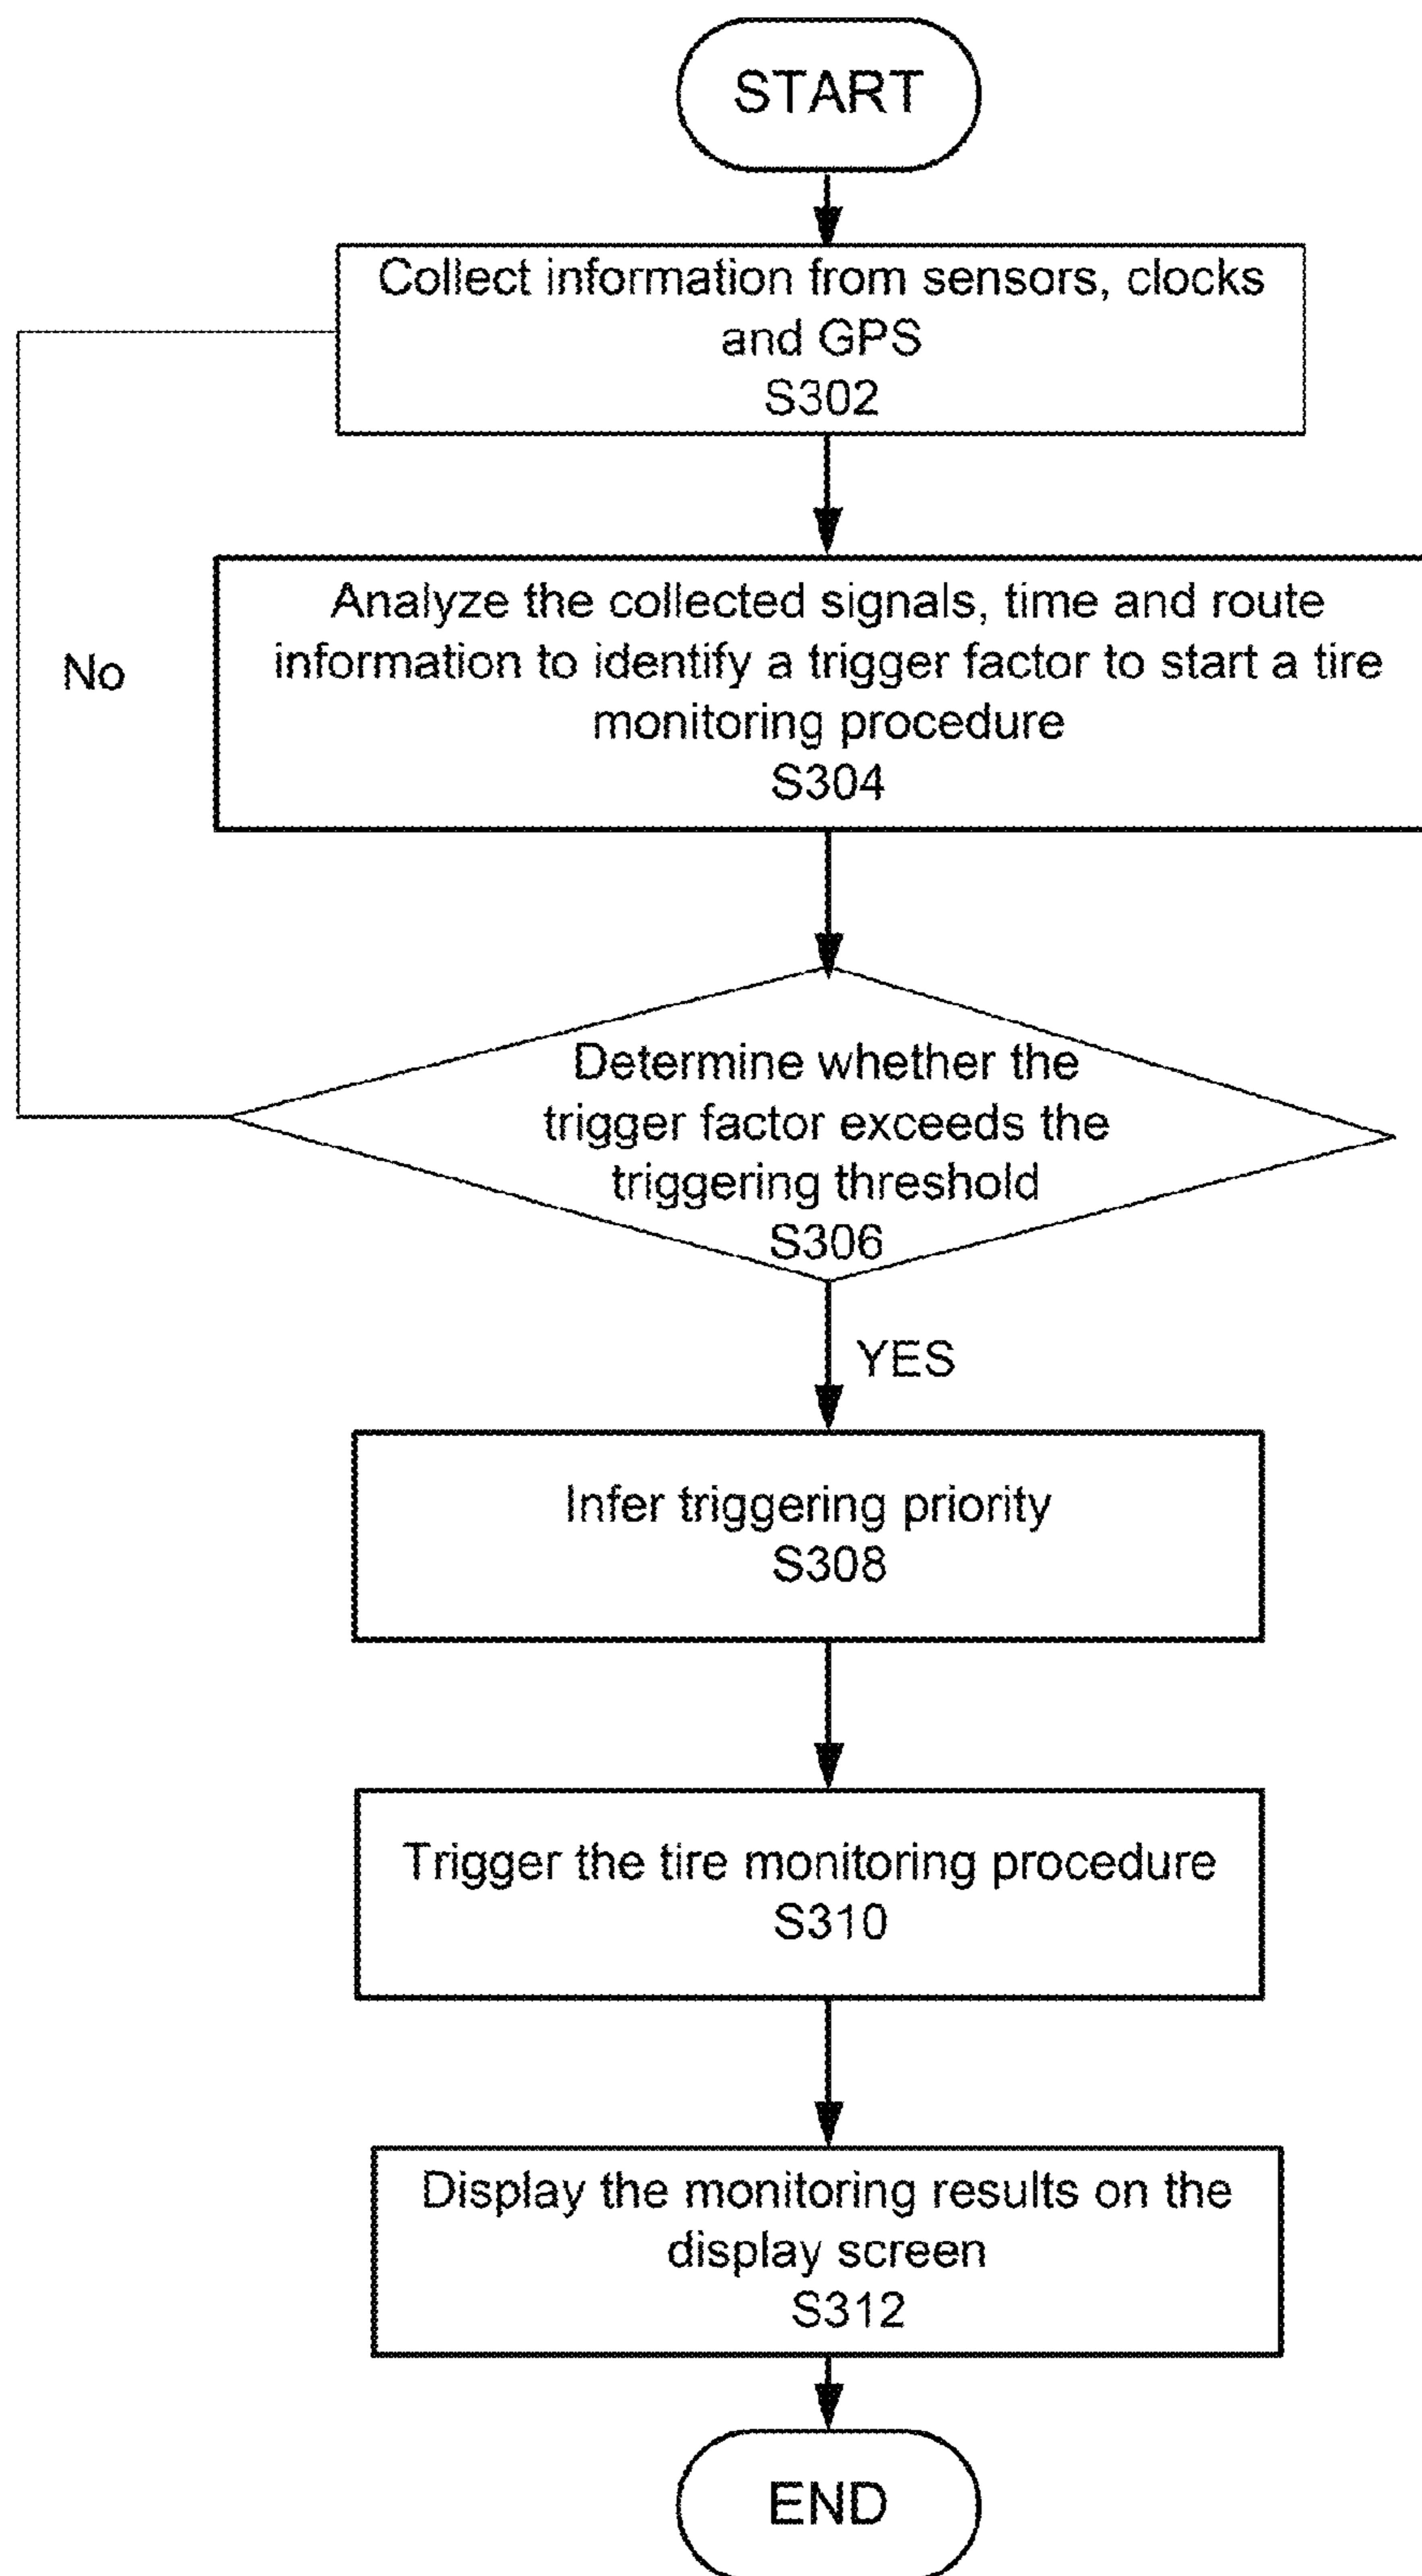 START
Collect information from sensors, clocks
and GPS
S302
Analyze the collected signals, time and route
information to identify a trigger factor to start a tire
monitoring procedure
S304
No
Determine whether the
trigger factor exceeds the
triggering threshold
S306
YES
Infer triggering priority
S308
Trigger the tire monitoring procedure
S310
Display the monitoring results on the
display screen
S312
END